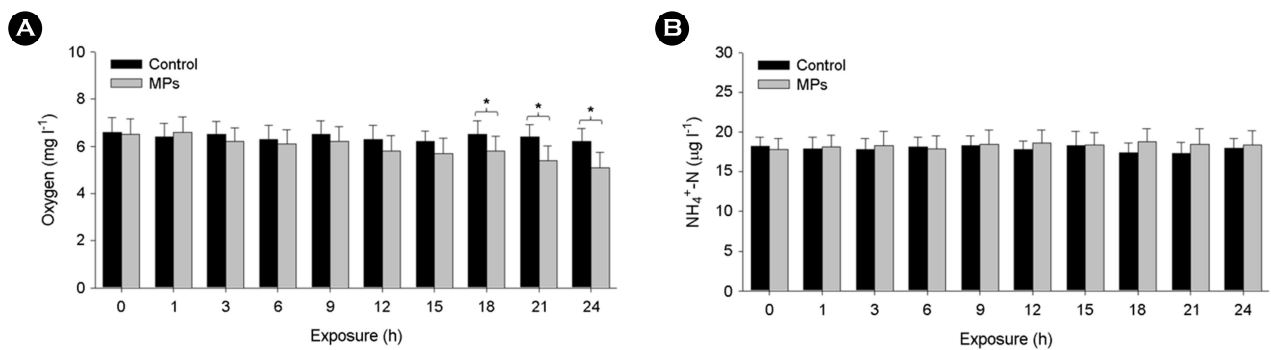 A
10
8
6
4
2
0
Oxygen (mg l⁻¹)
Control
MPs
* * *
0 1 3 6 9 12 15 18 21 24
Exposure (h)
B
30
25
20
15
10
5
0
NH₄⁺-N (µg l⁻¹)
Control
MPs
0 1 3 6 9 12 15 18 21 24
Exposure (h)